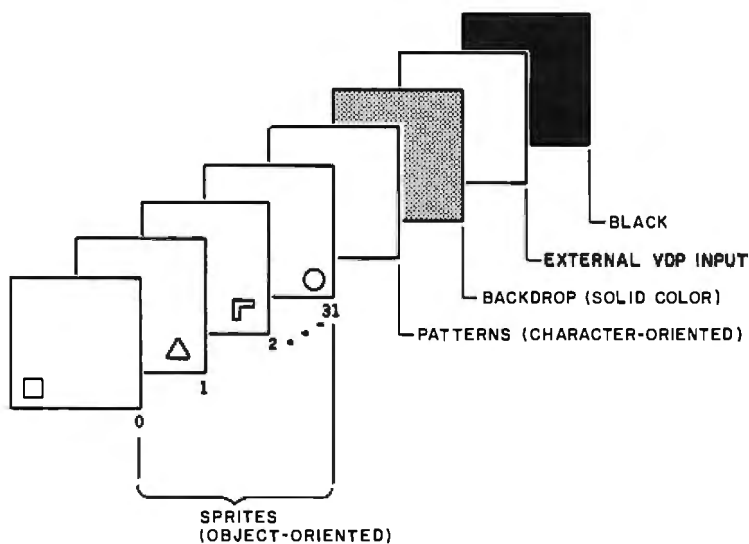 BLACK
EXTERNAL VDP INPUT
BACKDROP (SOLID COLOR)
31
PATTERNS (CHARACTER-ORIENTED)
2
1
0
SPRITES
(OBJECT-ORIENTED)